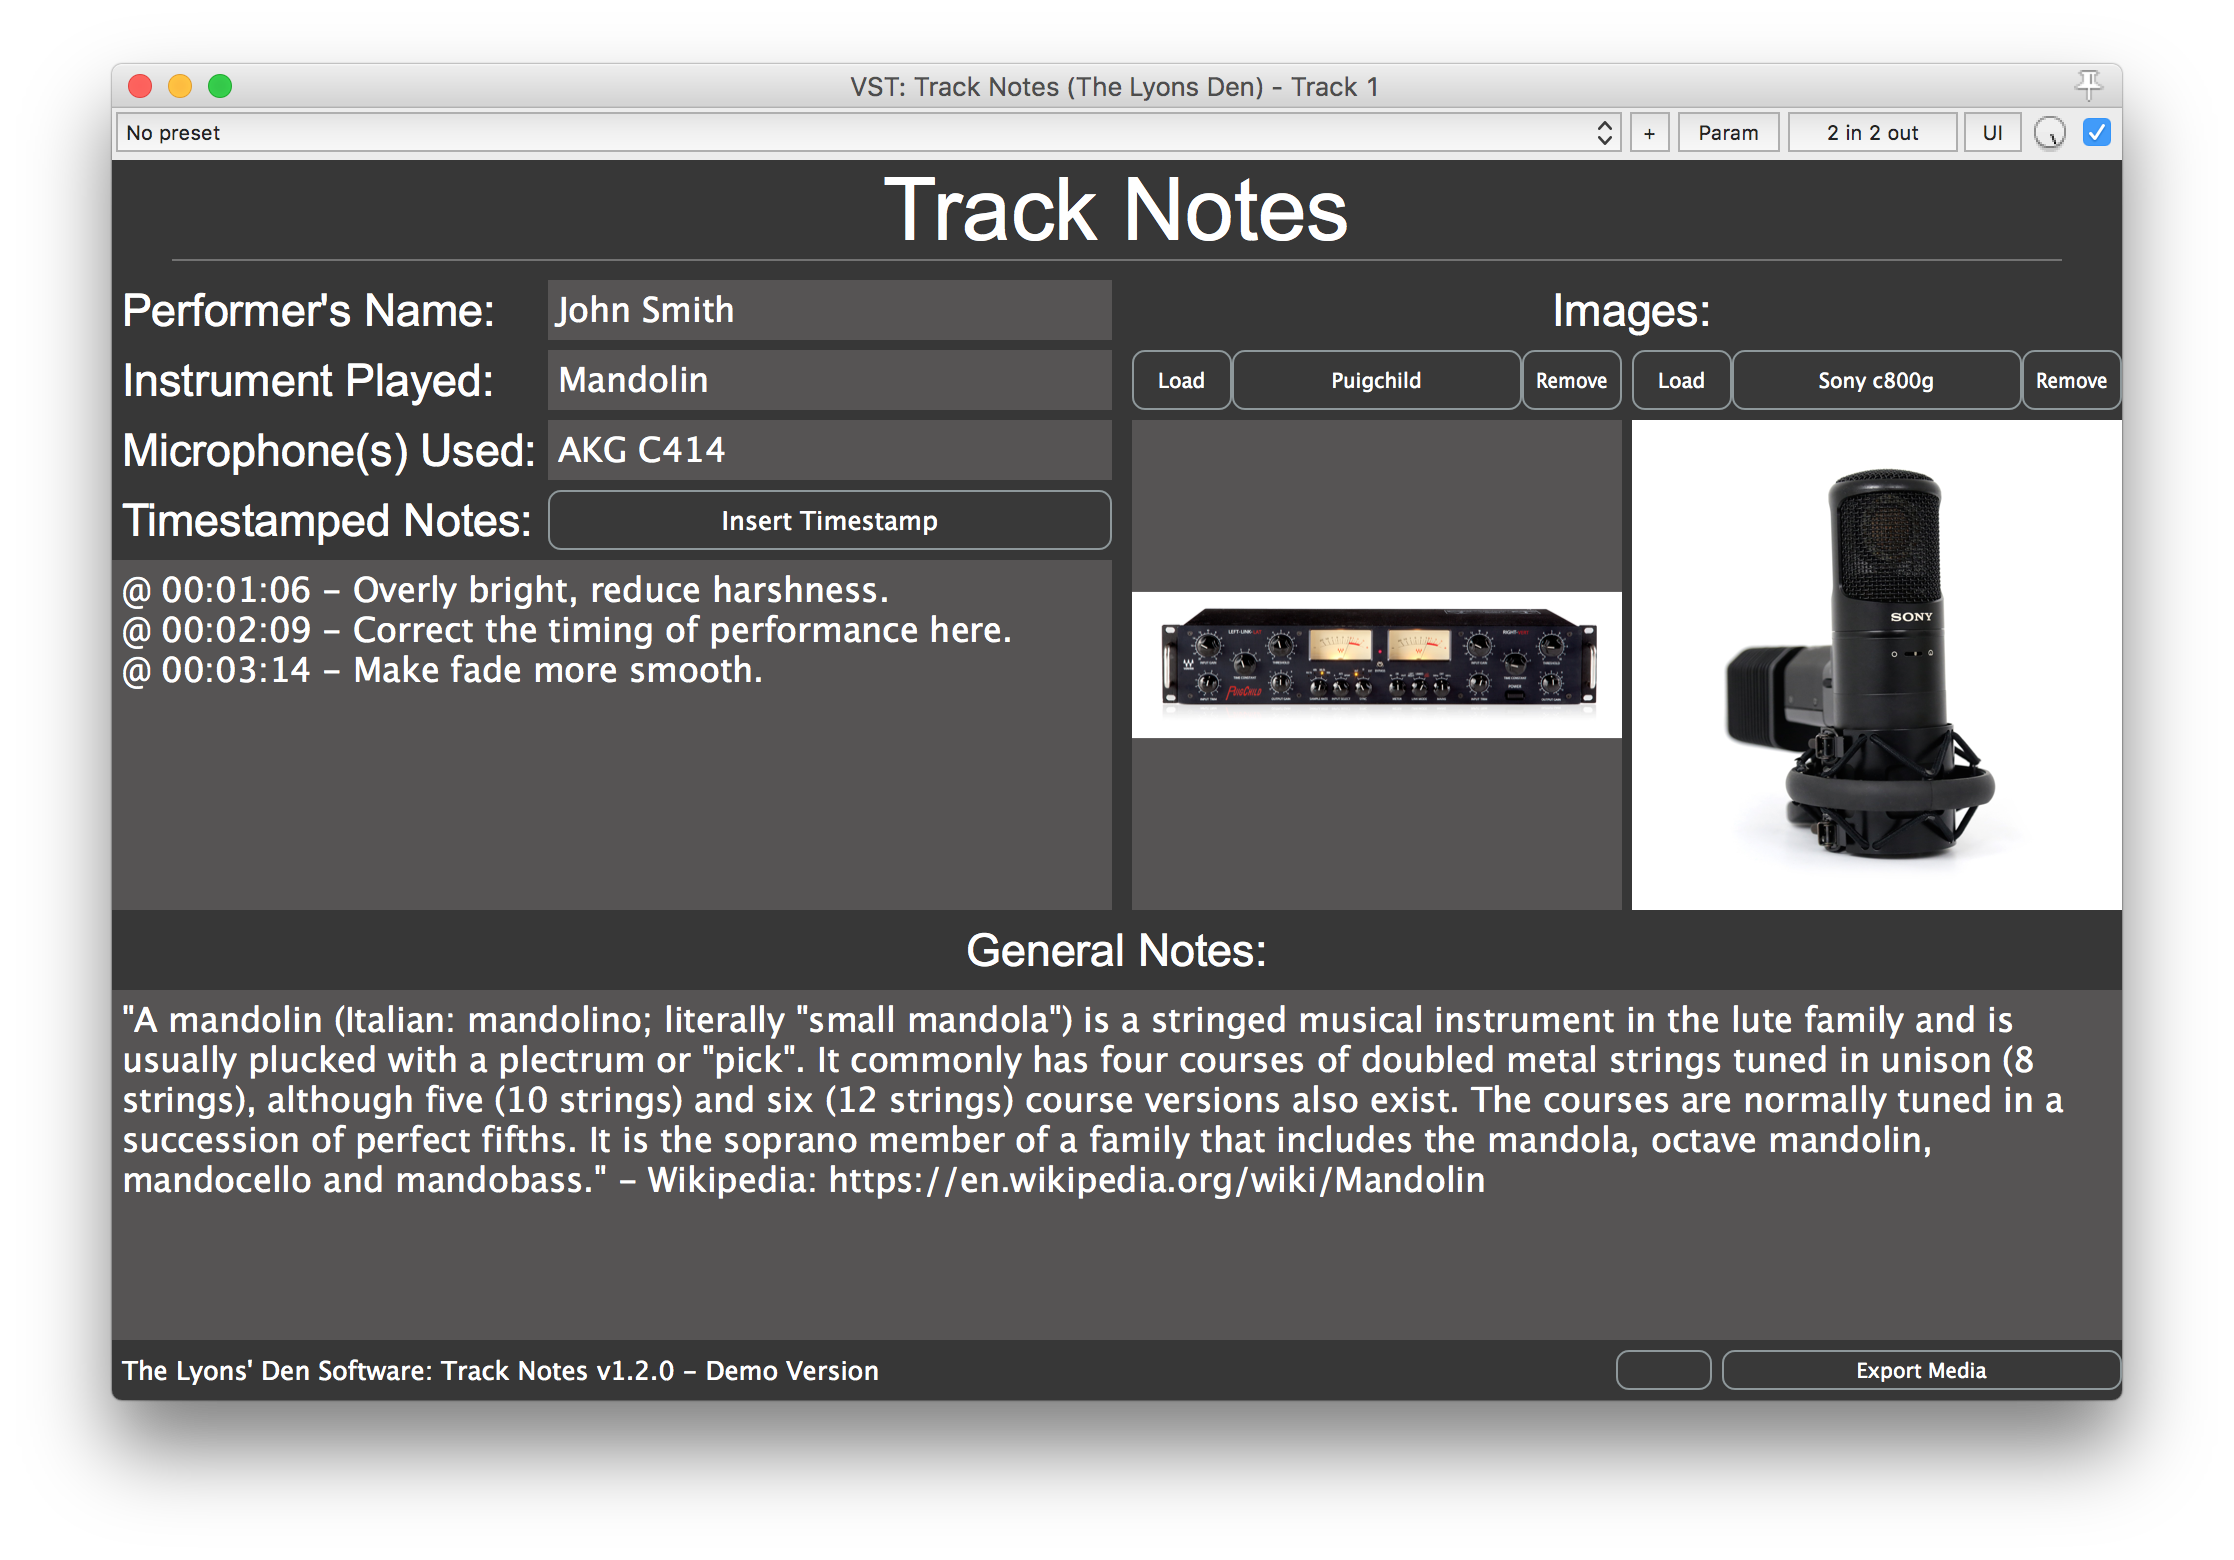 VST: Track Notes (The Lyons Den) - Track 1
No preset
+
Param
2 in 2 out
UI
Track Notes
Performer's Name:
John Smith
Instrument Played:
Mandolin
Microphone(s) Used:
AKG C414
Timestamped Notes:
Insert Timestamp
@ 00:01:06 - Overly bright, reduce harshness.
@ 00:02:09 - Correct the timing of performance here.
@ 00:03:14 - Make fade more smooth.
Images:
Load
Puigchild
Remove
Load
Sony c800g
Remove
LEFT-LINK
PUIGCHILD
POWER
SONY
General Notes:
"A mandolin (Italian: mandolino; literally "small mandola") is a stringed musical instrument in the lute family and is
usually plucked with a plectrum or "pick". It commonly has four courses of doubled metal strings tuned in unison (8
strings), although five (10 strings) and six (12 strings) course versions also exist. The courses are normally tuned in a
succession of perfect fifths. It is the soprano member of a family that includes the mandola, octave mandolin,
mandocello and mandobass." - Wikipedia: https://en.wikipedia.org/wiki/Mandolin
The Lyons' Den Software: Track Notes v1.2.0 - Demo Version
Export Media